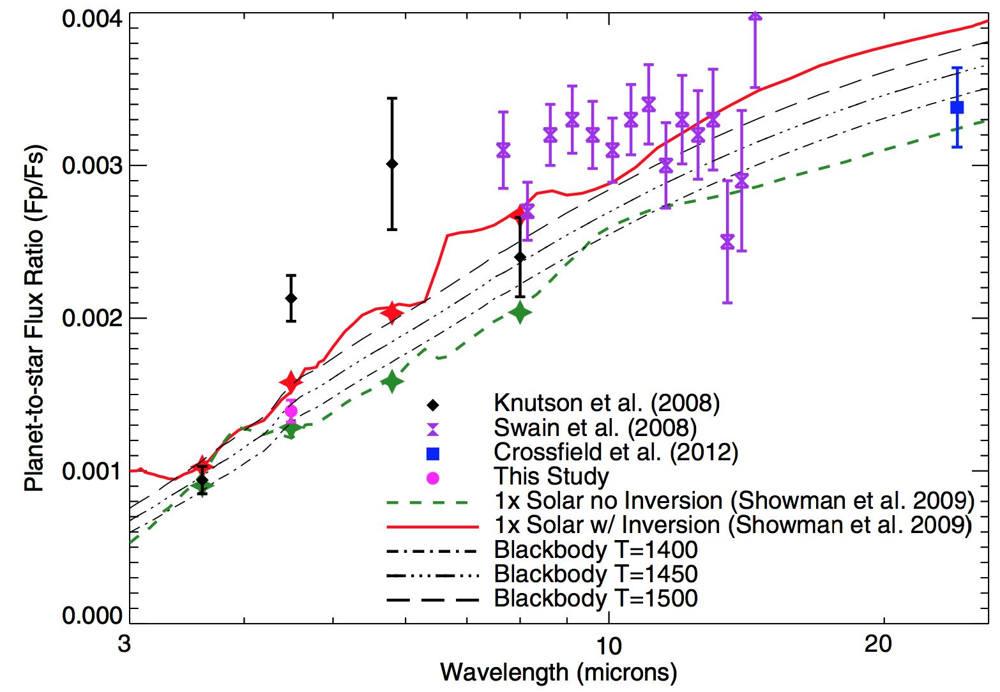 0.004
0.003
0.002
0.001
0.000
Planet-to-star Flux Ratio (Fp/Fs)
Knutson et al. (2008)
Swain et al. (2008)
Crossfield et al. (2012)
This Study
1x Solar no Inversion (Showman et al. 2009)
1x Solar w/ Inversion (Showman et al. 2009)
Blackbody T=1400
Blackbody T=1450
Blackbody T=1500
3 10 20
Wavelength (microns)